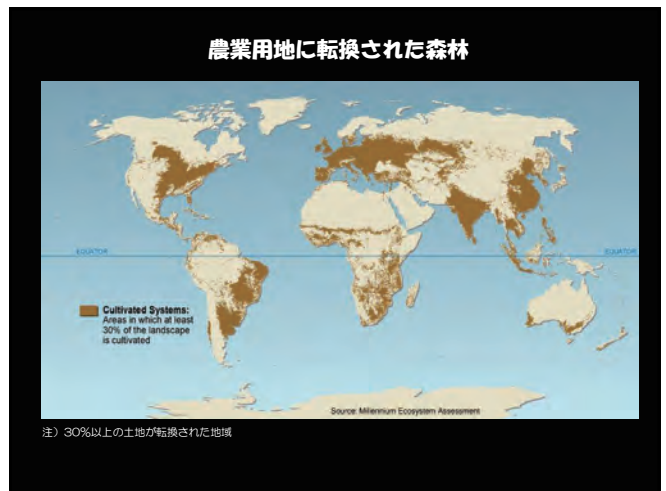 農業用地に転換された森林
EQUATOR
EQUATOR
Cultivated Systems:
Areas in which at least
30% of the landscape
is cultivated
Source: Millennium Ecosystem Assessment
注）30%以上の土地が転換された地域